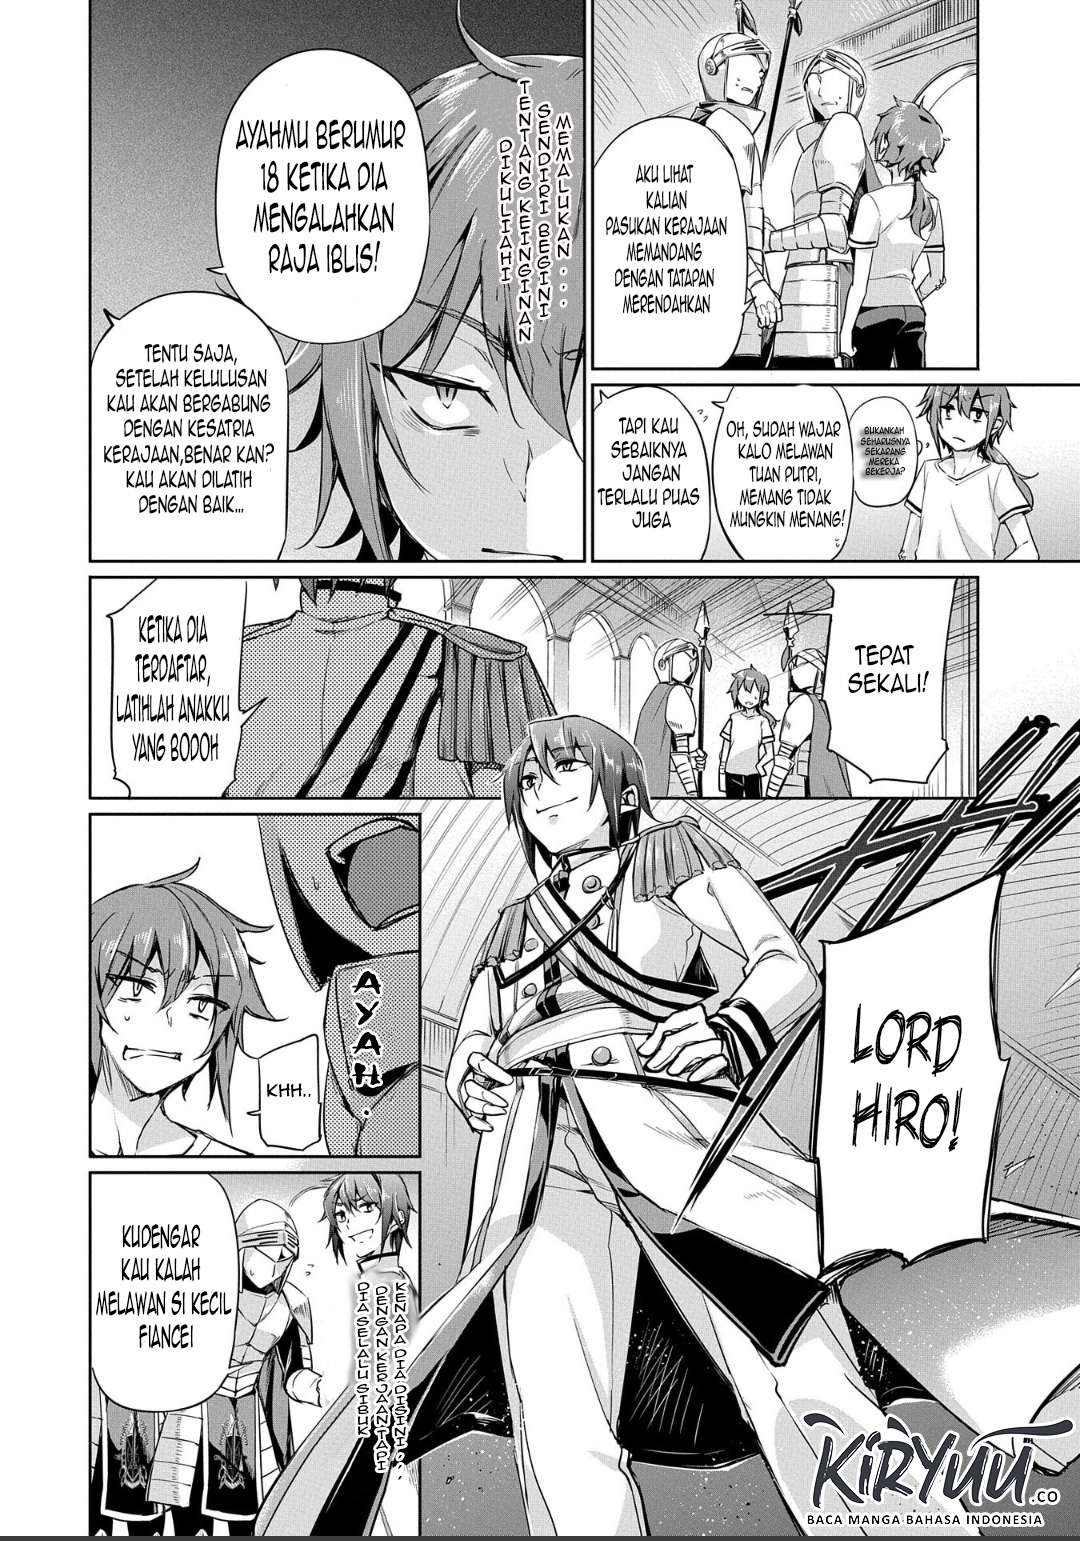 AKU LIHAT
KALIAN
PASUKAN KERAJAAN
MEMANDANG
DENGAN TATAPAN
MERENDAHKAN
AYAHMU BERUMUR
18 KETIKA DIA
MENGALAHKAN
RAJA IBLIS!
MEMALUKAN...
SENDIRI BEGINI
TENTANG KEINGINAN
DIKULIAHI
TENTU SAJA,
SETELAH KELULUSAN
KAU AKAN BERGABUNG
DENGAN KESATRIA
KERAJAAN,BENAR KAN?
KAU AKAN DILATIH
DENGAN BAIK...
BUKANKAH
SEHARUSNYA
SEKARANG
MEREKA
BEKERJA?
OH, SUDAH WAJAR
KALO MELAWAN
TUAN PUTRI,
MEMANG TIDAK
MUNGKIN MENANG!
TAPI KAU
SEBAIKNYA
JANGAN
TERLALU PUAS
JUGA
TEPAT
SEKALI!
KETIKA DIA
TERDAFTAR,
LATIHLAH ANAKKU
YANG BODOH
LORD
HIRO!
AYAH.
KHH..
KUDENGAR
KAU KALAH
MELAWAN SI KECIL
FIANCEI
KENAPA DIA DISINI...
DENGAN KERJAAN TAPI
DIA SELALU SIBUK
KIRYUU.CO
BACA MANGA BAHASA INDONESIA